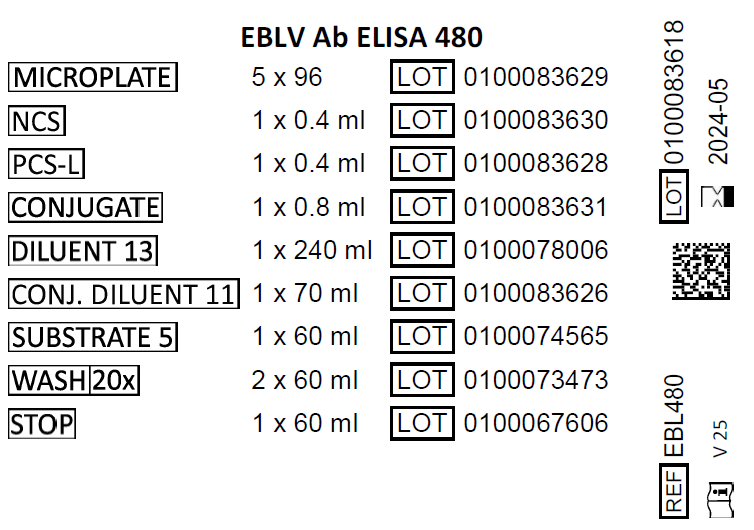 EBLV Ab ELISA 480
MICROPLATE 5 x 96 LOT 0100083629
NCS 1 x 0.4 ml LOT 0100083630
PCS-L 1 x 0.4 ml LOT 0100083628
CONJUGATE 1 x 0.8 ml LOT 0100083631
DILUENT 13 1 x 240 ml LOT 0100078006
CONJ. DILUENT 11 1 x 70 ml LOT 0100083626
SUBSTRATE 5 1 x 60 ml LOT 0100074565
WASH 20x 2 x 60 ml LOT 0100073473
STOP 1 x 60 ml LOT 0100067606
LOT 0100083618
2024-05
REF EBL480
i V 25